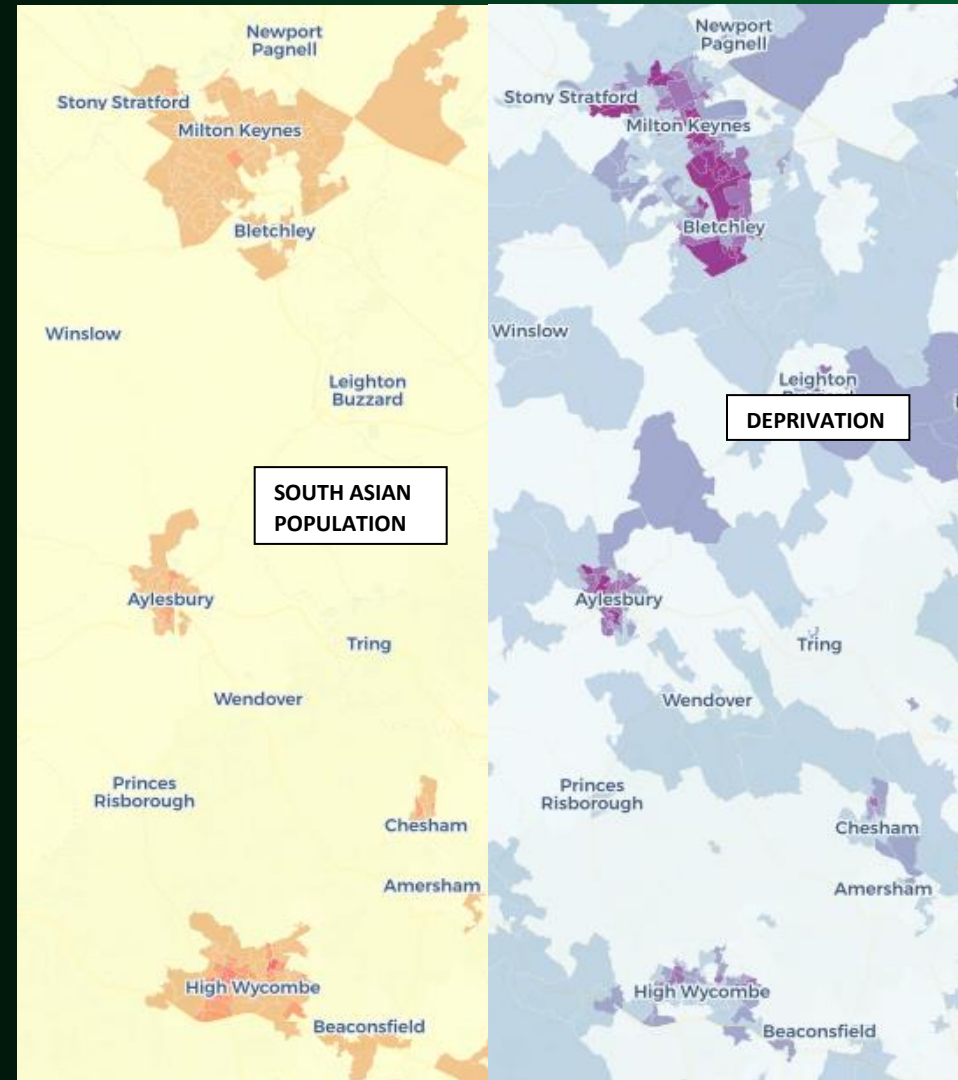 Newport
Pagnell
Stony Stratford
Milton Keynes
Bletchley
Winslow
Leighton
Buzzard
SOUTH ASIAN
POPULATION
Aylesbury
Tring
Wendover
Princes
Risborough
Chesham
Amersham
High Wycombe
Beaconsfield
Newport
Pagnell
Stony Stratford
Milton Keynes
Bletchley
Winslow
Leighton
DEPRIVATION
Aylesbury
Tring
Wendover
Princes
Risborough
Chesham
Amersham
High Wycombe
Beaconsfield